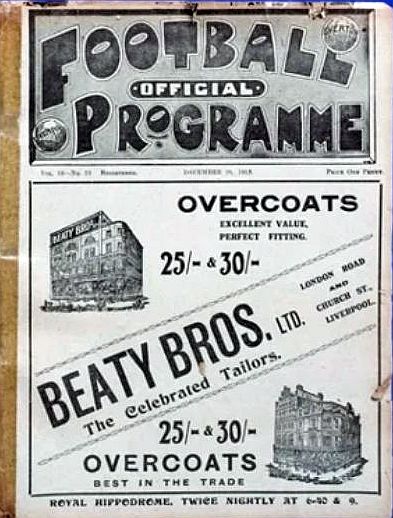 FOOTBALL
EVERTON
OFFICIAL
PROGRAMME
REGISTERED. DECEMBER PRICE ONE PENNY.
OVERCOATS
EXCELLENT VALUE,
PERFECT FITTING.
BEATY BROS
25/- & 30/-
LONDON ROAD
AND
CHURCH ST.,
LIVERPOOL.
BEATY BROS. LTD.
The Celebrated Tailors.
25/- & 30/-
OVERCOATS
BEST IN THE TRADE
ROYAL HIPPODROME, TWICE NIGHTLY AT 6-40 & 9.